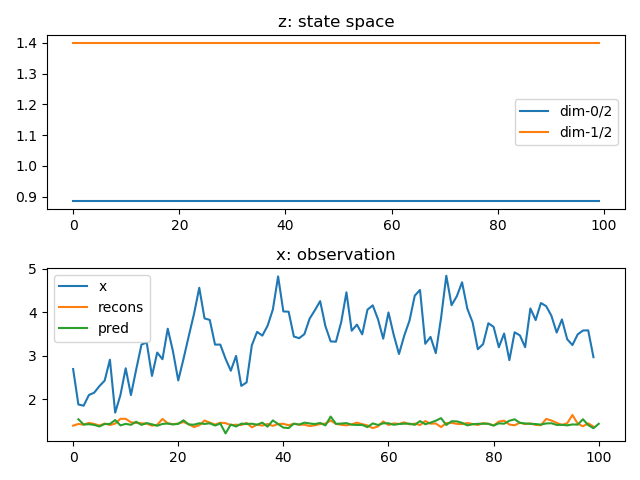 z: state space
1.4
1.3
1.2
1.1
1.0
0.9
dim-0/2
dim-1/2
0 20 40 60 80 100
x: observation
5
4
3
2
x
recons
pred
0 20 40 60 80 100